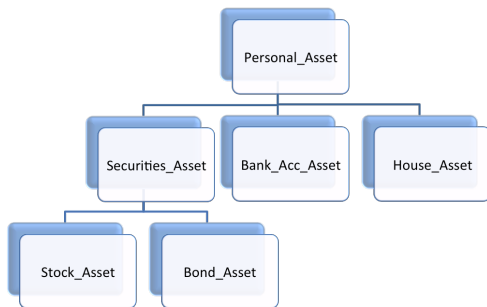 Personal_Asset
Securities_Asset
Bank_Acc_Asset
House_Asset
Stock_Asset
Bond_Asset